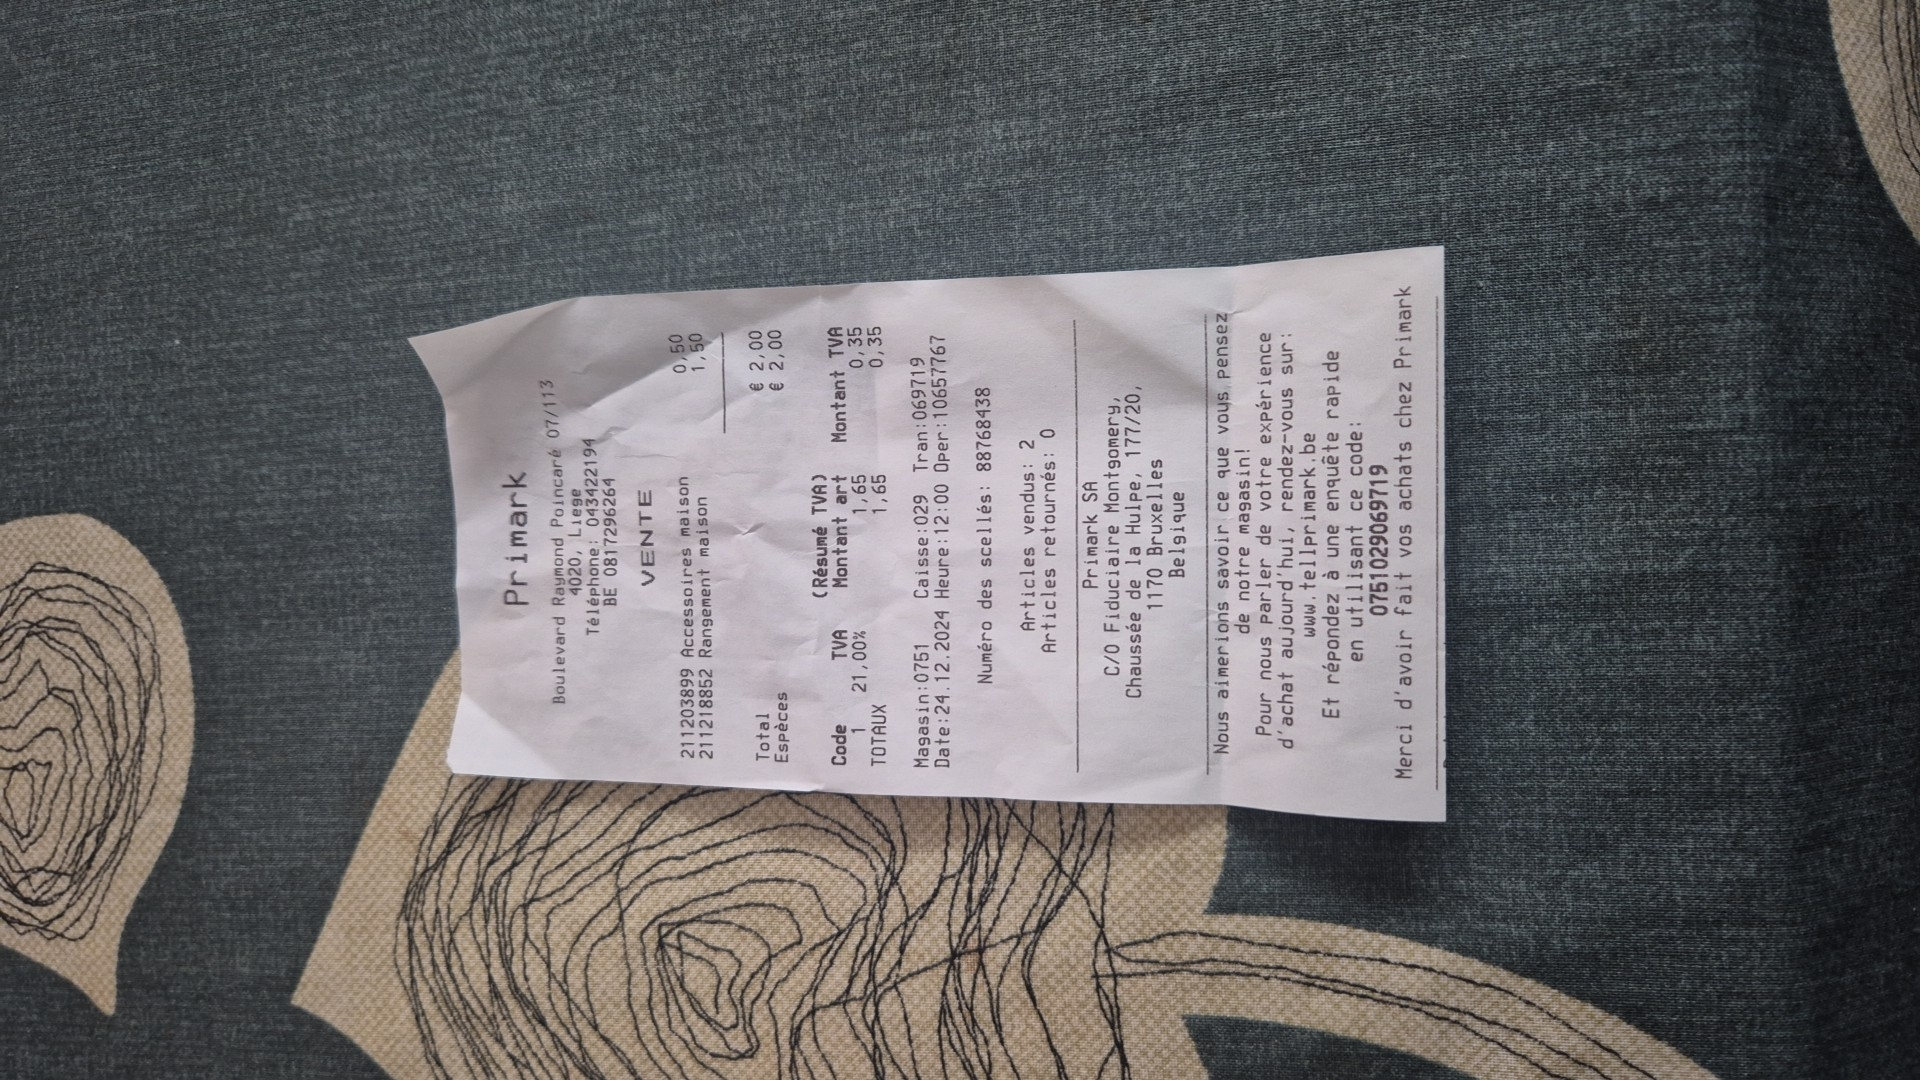 Primark
Boulevard Raymond Poincaré 07/113
4020, Liege
Téléphone: 043422194
BE 0817296264
VENTE
211203899 Accessoires maison 0,50
211218852 Rangement maison 1,50
Total € 2,00
Espèces € 2,00
(Résumé TVA)
Code TVA Montant art Montant TVA
1 21,00% 1,65 0,35
TOTAUX 1,65 0,35
Magasin:0751 Caisse:029 Tran:069719
Date:24.12.2024 Heure:12:00 Oper:10657767
Numéro des scellés: 88768438
Articles vendus: 2
Articles retournés: 0
Primark SA
C/O Fiduciaire Montgomery,
Chaussée de la Hulpe, 177/20,
1170 Bruxelles
Belgique
Nous aimerions savoir ce que vous pensez
de notre magasin!
Pour nous parler de votre expérience
d'achat aujourd'hui, rendez-vous sur:
www.tellprimark.be
Et répondez à une enquête rapide
en utilisant ce code:
0751029069719
Merci d'avoir fait vos achats chez Primark